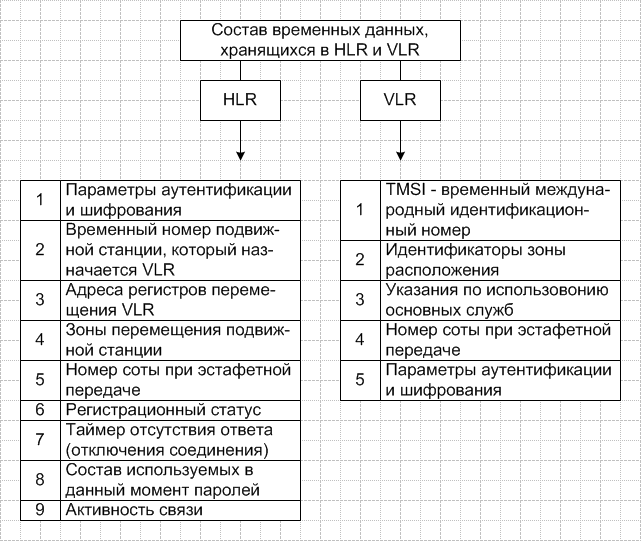 Состав временных данных,
хранящихся в HLR и VLR
HLR
VLR
1
Параметры аутентификации
и шифрования
2
Временный номер подвиж-
ной станции, который наз-
начается VLR
3
Адреса регистров переме-
щения VLR
4
Зоны перемещения подвиж-
ной станции
5
Номер соты при эстафетной
передаче
6
Регистрационный статус
7
Таймер отсутствия ответа
(отключения соединения)
8
Состав используемых в
данный момент паролей
9
Активность связи
1
TMSI - временный междуна-
родный идентификацион-
ный номер
2
Идентификаторы зоны
расположения
3
Указания по использовонию
основных служб
4
Номер соты при эстафетной
передаче
5
Параметры аутентификации
и шифрования